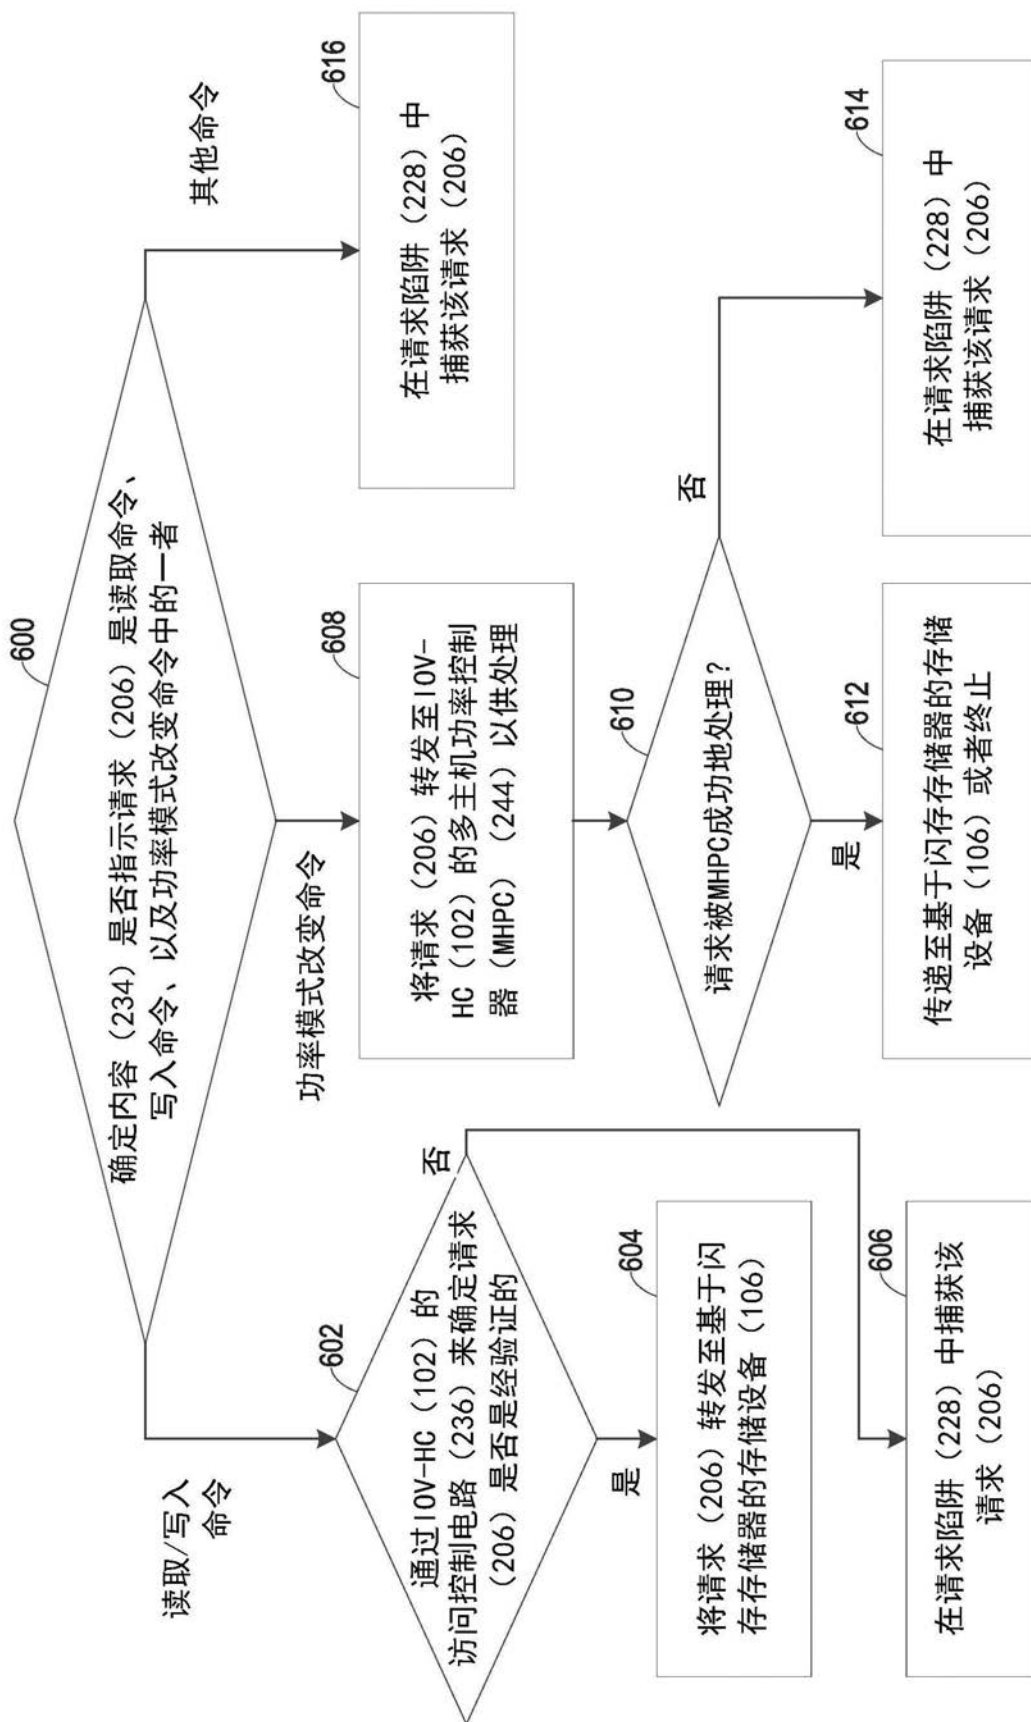 600
确定内容（234）是否指示请求（206）是读取命令、
写入命令、以及功率模式改变命令中的一者
读取/写入
命令
功率模式改变命令
其他命令
602
通过IOV-HC（102）的
访问控制电路（236）来确定请求
（206）是否是经验证的
否
是
604
将请求（206）转发至基于闪
存存储器的存储设备（106）
606
在请求陷阱（228）中捕获该
请求（206）
608
将请求（206）转发至IOV-
HC（102）的多主机功率控制
器（MHPC）（244）以供处理
610
请求被MHPC成功地处理？
否
是
612
传递至基于闪存存储器的存储
设备（106）或者终止
614
在请求陷阱（228）中
捕获该请求（206）
616
在请求陷阱（228）中
捕获该请求（206）